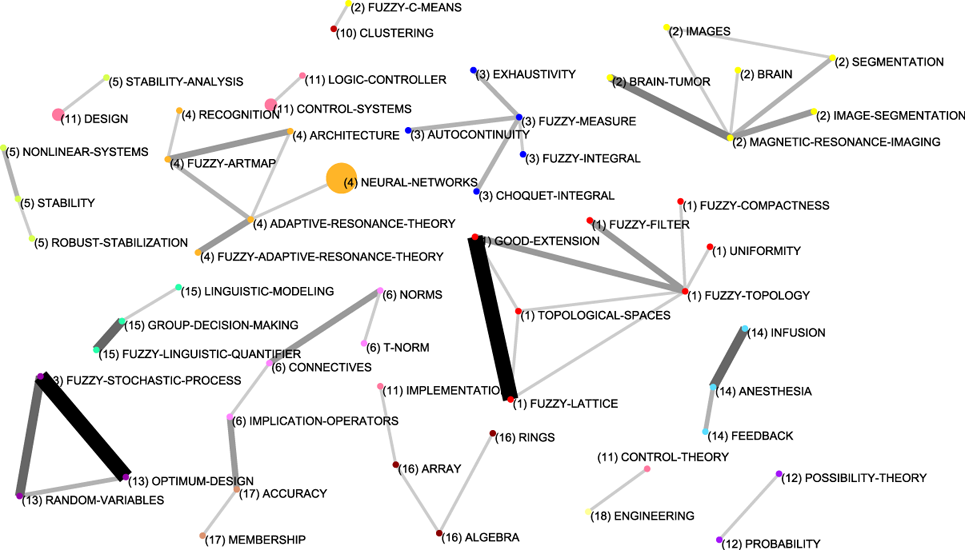 (2) FUZZY-C-MEANS
(10) CLUSTERING
(2) IMAGES
(2) SEGMENTATION
(2) BRAIN-TUMOR
(2) BRAIN
(2) IMAGE-SEGMENTATION
(2) MAGNETIC-RESONANCE-IMAGING
(5) STABILITY-ANALYSIS
(11) DESIGN
(11) LOGIC-CONTROLLER
(11) CONTROL-SYSTEMS
(3) EXHAUSTIVITY
(3) FUZZY-MEASURE
(3) AUTOCONTINUITY
(3) FUZZY-INTEGRAL
(3) CHOQUET-INTEGRAL
(4) RECOGNITION
(4) ARCHITECTURE
(4) FUZZY-ARTMAP
(4) NEURAL-NETWORKS
(4) ADAPTIVE-RESONANCE-THEORY
(4) FUZZY-ADAPTIVE-RESONANCE-THEORY
(5) NONLINEAR-SYSTEMS
(5) STABILITY
(5) ROBUST-STABILIZATION
(1) FUZZY-COMPACTNESS
(1) FUZZY-FILTER
(1) GOOD-EXTENSION
(1) UNIFORMITY
(1) FUZZY-TOPOLOGY
(1) TOPOLOGICAL-SPACES
(1) FUZZY-LATTICE
(15) LINGUISTIC-MODELING
(15) GROUP-DECISION-MAKING
(15) FUZZY-LINGUISTIC-QUANTIFIER
(6) NORMS
(6) T-NORM
(6) CONNECTIVES
(6) IMPLICATION-OPERATORS
(17) ACCURACY
(17) MEMBERSHIP
3) FUZZY-STOCHASTIC-PROCESS
(13) OPTIMUM-DESIGN
(13) RANDOM-VARIABLES
(11) IMPLEMENTATIO
(16) RINGS
(16) ARRAY
(16) ALGEBRA
(14) INFUSION
(14) ANESTHESIA
(14) FEEDBACK
(11) CONTROL-THEORY
(18) ENGINEERING
(12) POSSIBILITY-THEORY
(12) PROBABILITY